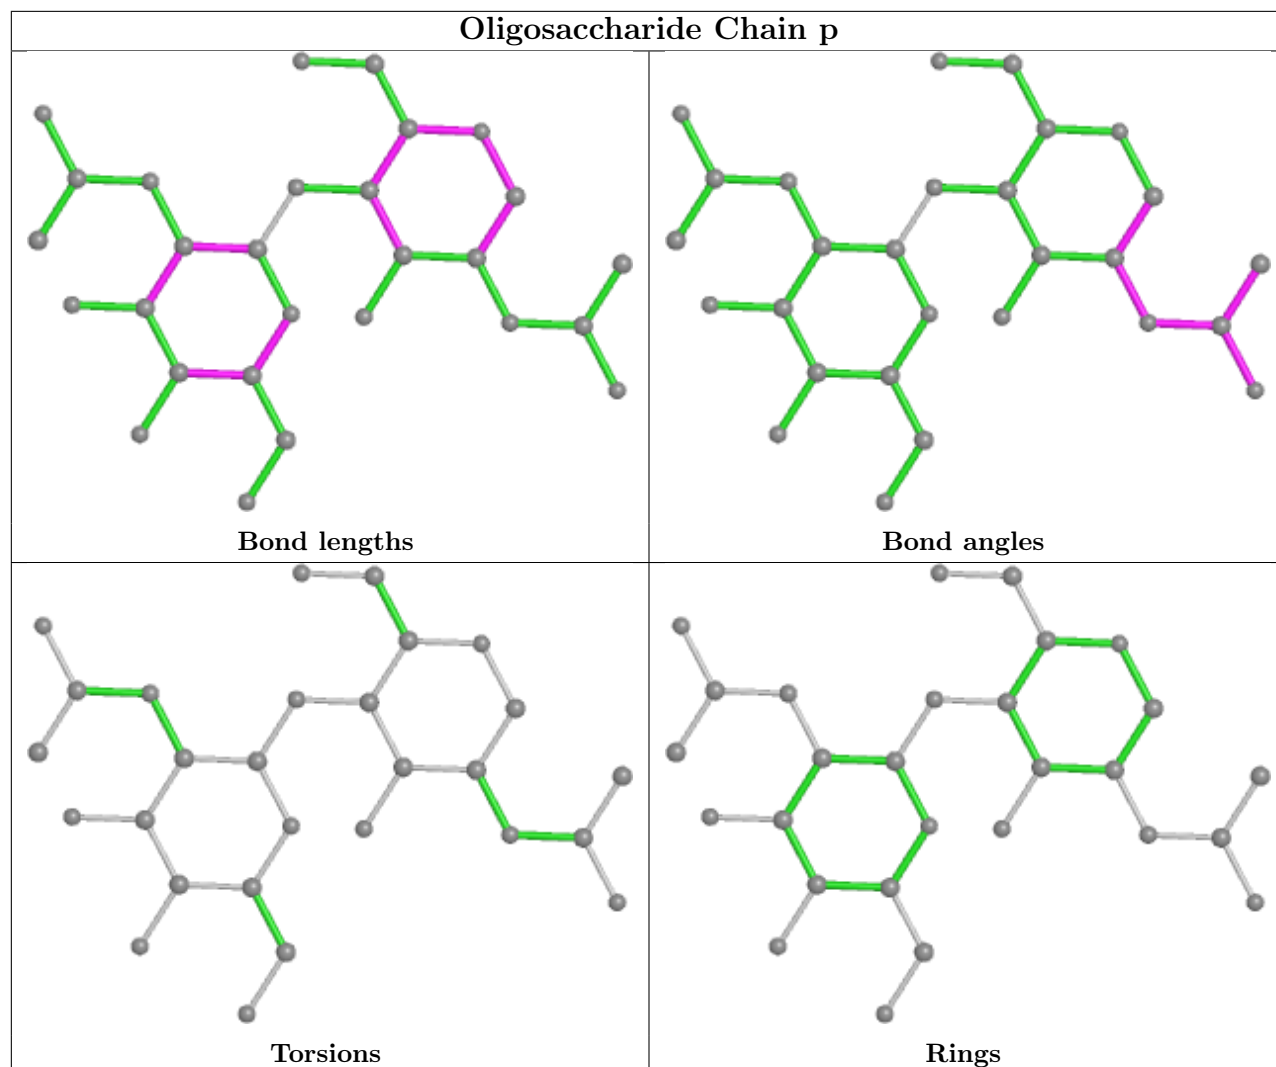 Oligosaccharide Chain p
Bond lengths
Bond angles
Torsions
Rings